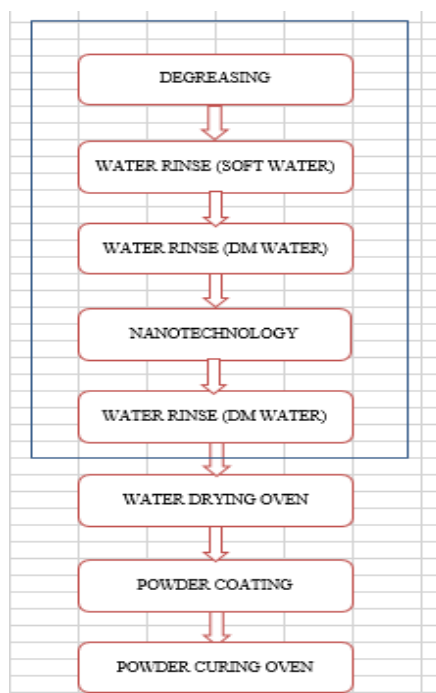 DEGREASING
WATER RINSE (SOFT WATER)
WATER RINSE (DM WATER)
NANOTECHNOLOGY
WATER RINSE (DM WATER)
WATER DRYING OVEN
POWDER COATING
POWDER CURING OVEN